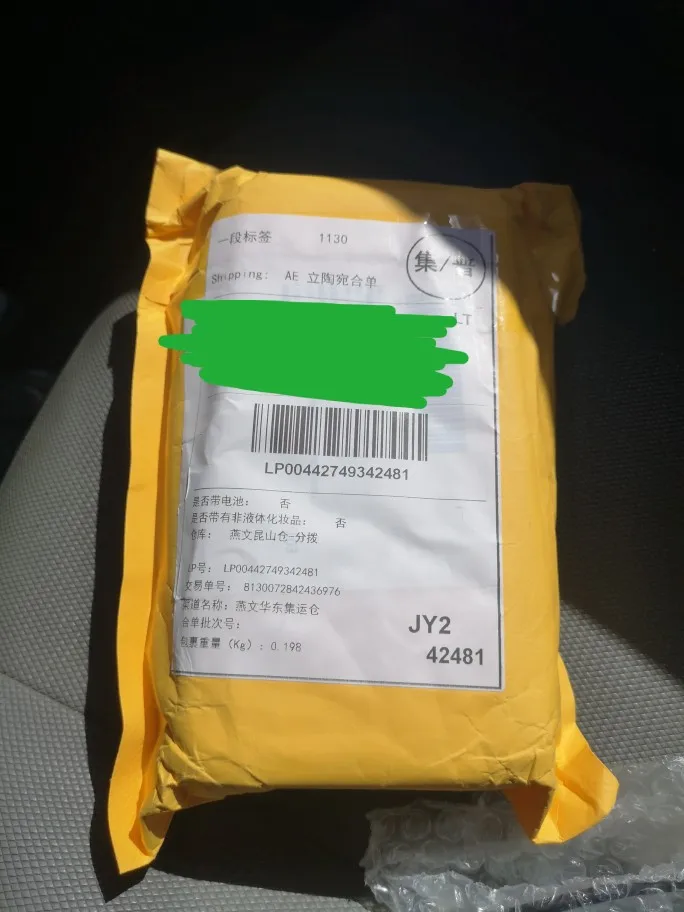 一段标签 1130
集/普
Shipping: AE 立陶宛合单
LT
LP00442749342481
是否带电池: 否
是否带有非液体化妆品: 否
仓库: 燕文昆山仓-分拨
LP号: LP00442749342481
交易单号: 8130072842436976
渠道名称: 燕文华东集运仓
合单批次号:
包裹重量 (Kg) : 0.198
JY2
42481